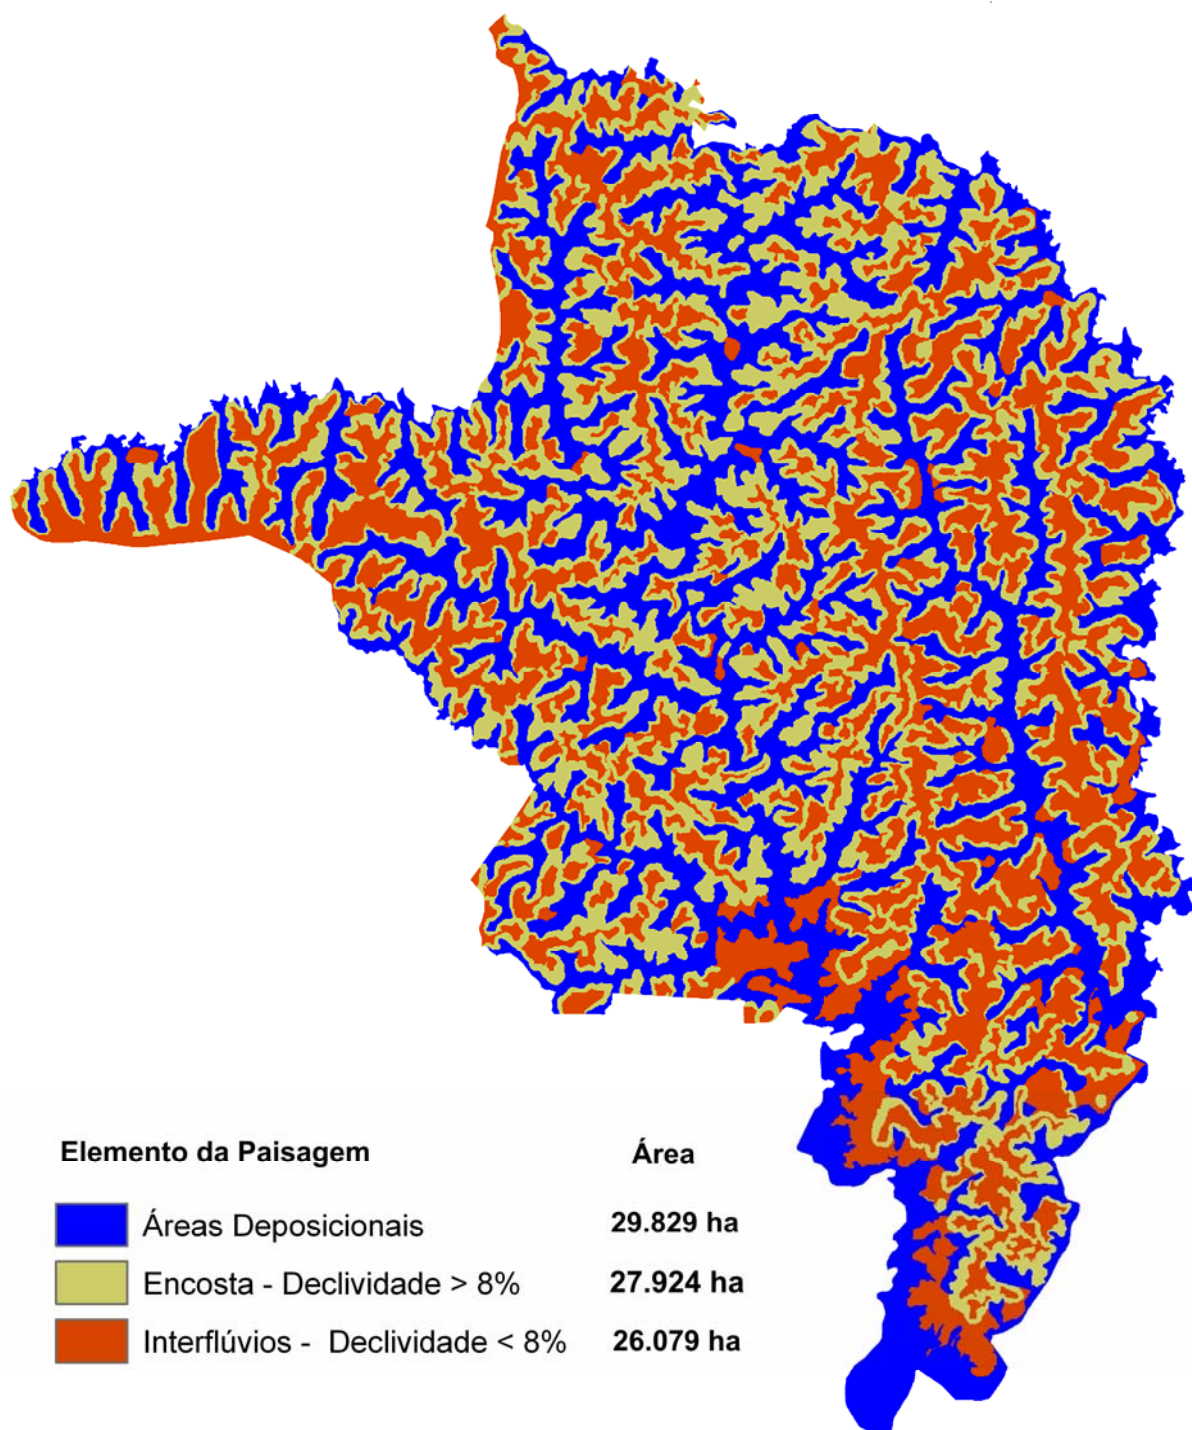 Elemento da Paisagem Área
Áreas Deposicionais 29.829 ha
Encosta - Declividade > 8% 27.924 ha
Interflúvios - Declividade < 8% 26.079 ha